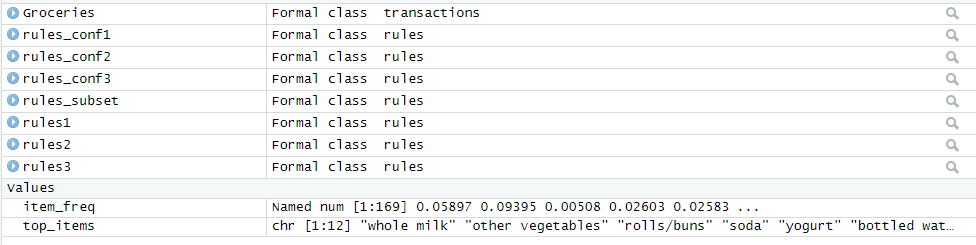 Groceries Formal class transactions
rules_conf1 Formal class rules
rules_conf2 Formal class rules
rules_conf3 Formal class rules
rules_subset Formal class rules
rules1 Formal class rules
rules2 Formal class rules
rules3 Formal class rules
Values
item_freq Named num [1:169] 0.05897 0.09395 0.00508 0.02603 0.02583 ...
top_items chr [1:12] "whole milk" "other vegetables" "rolls/buns" "soda" "yogurt" "bottled wat…